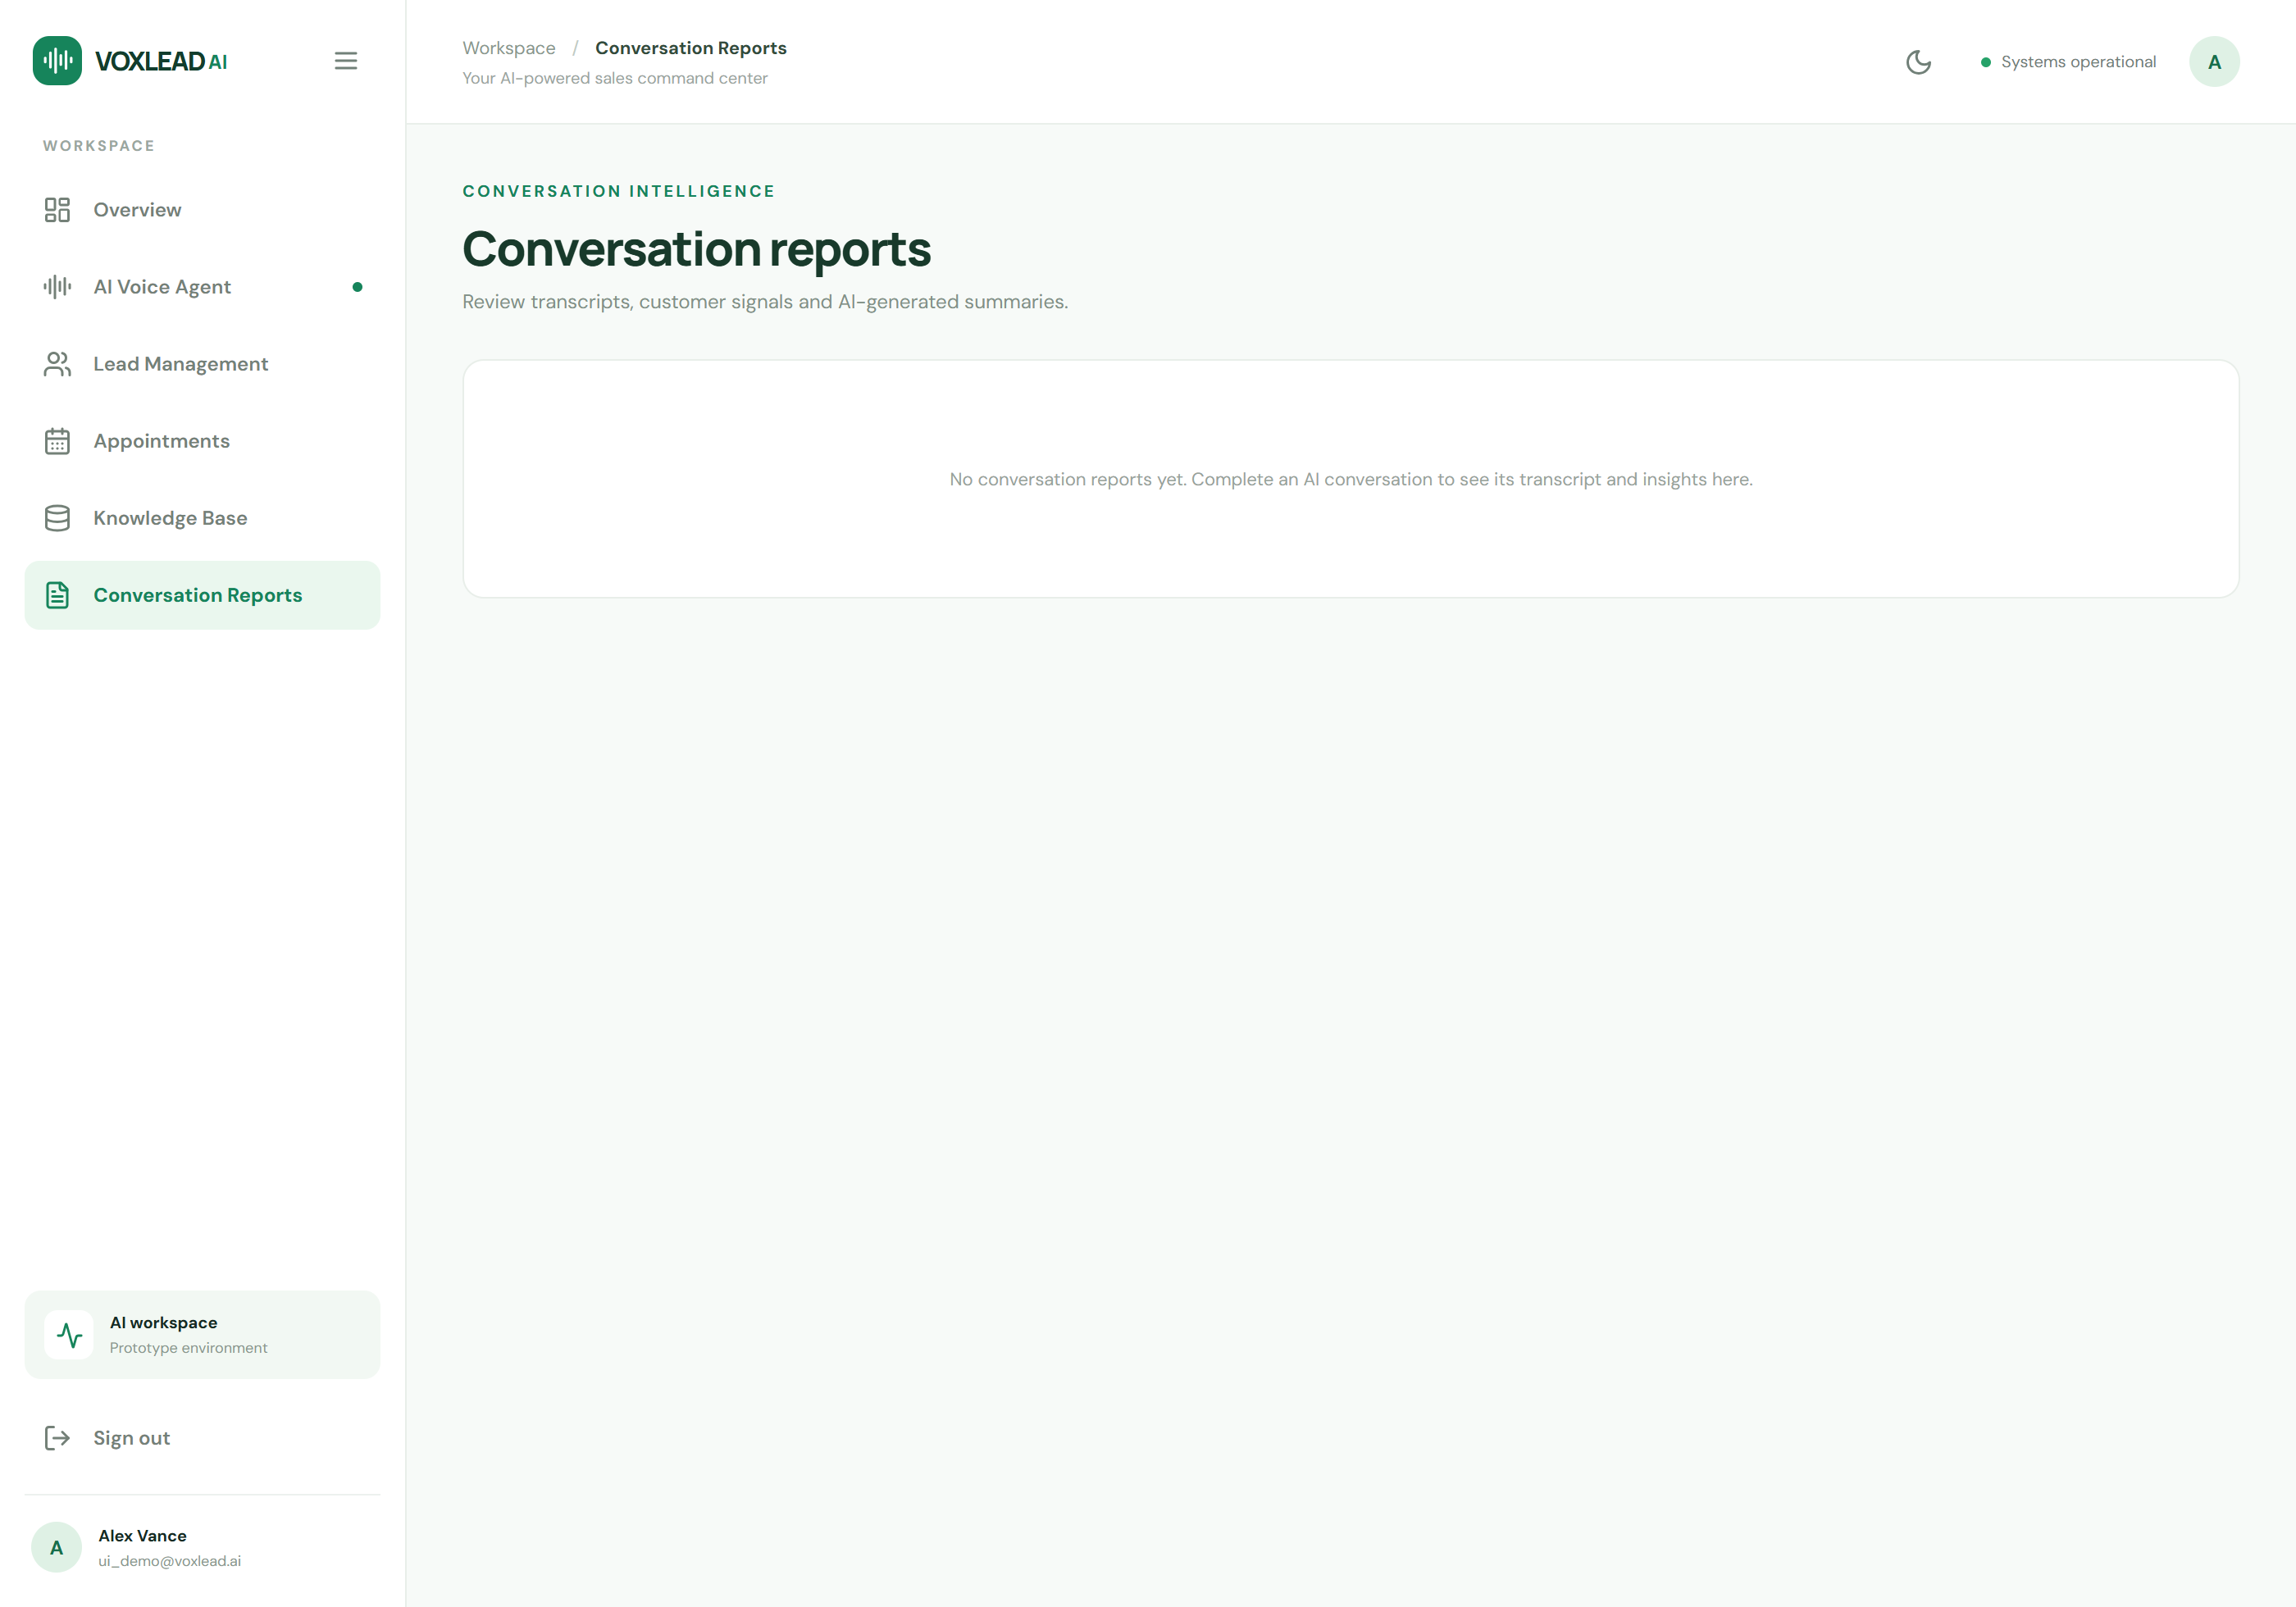 VOXLEAD AI
WORKSPACE
Overview
AI Voice Agent
Lead Management
Appointments
Knowledge Base
Conversation Reports
AI workspace
Prototype environment
Sign out
A
Alex Vance
ui_demo@voxlead.ai
Workspace / Conversation Reports
Your AI-powered sales command center
Systems operational
A
CONVERSATION INTELLIGENCE
Conversation reports
Review transcripts, customer signals and AI-generated summaries.
No conversation reports yet. Complete an AI conversation to see its transcript and insights here.